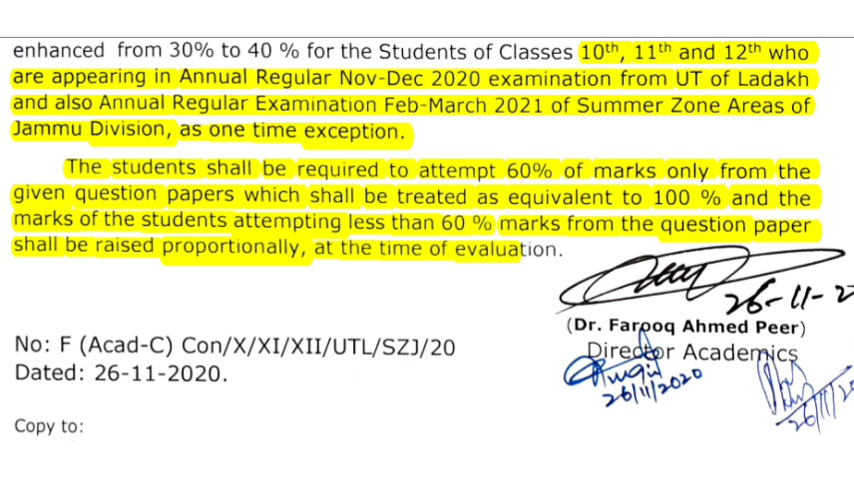 enhanced from 30% to 40 % for the Students of Classes 10th, 11th and 12th who
are appearing in Annual Regular Nov-Dec 2020 examination from UT of Ladakh
and also Annual Regular Examination Feb-March 2021 of Summer Zone Areas of
Jammu Division, as one time exception.
The students shall be required to attempt 60% of marks only from the
given question papers which shall be treated as equivalent to 100 % and the
marks of the students attempting less than 60 % marks from the question paper
shall be raised proportionally, at the time of evaluation.
26-11-2
(Dr. Farooq Ahmed Peer)
No: F (Acad-C) Con/X/XI/XII/UTL/SZJ/20
Director Academics
Dated: 26-11-2020.
26/11/2020
26/11/20
Copy to: